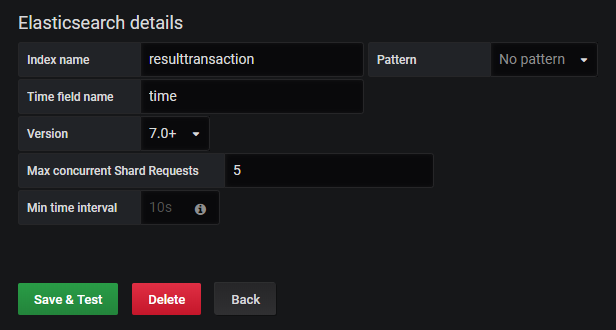 Elasticsearch details
Index name resulttransaction Pattern No pattern
Time field name time
Version 7.0+
Max concurrent Shard Requests 5
Min time interval 10s
Save & Test Delete Back